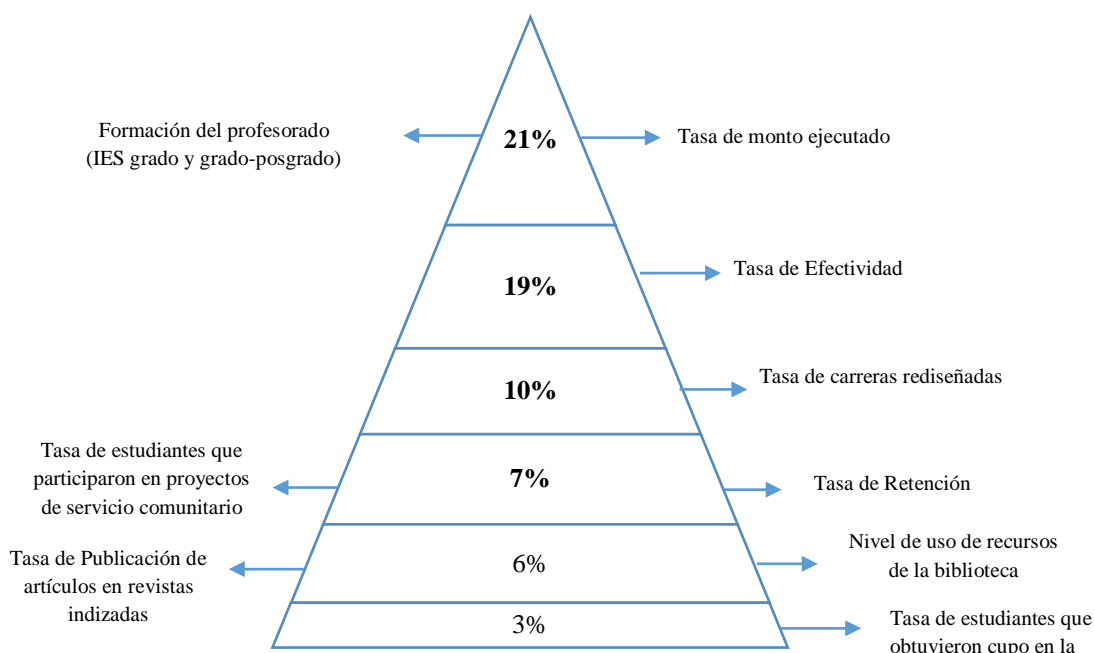 Formación del profesorado
(IES grado y grado-posgrado)
21%
Tasa de monto ejecutado
19%
Tasa de Efectividad
10%
Tasa de carreras rediseñadas
Tasa de estudiantes que
participaron en proyectos
de servicio comunitario
7%
Tasa de Retención
Tasa de Publicación de
artículos en revistas
indizadas
6%
Nivel de uso de recursos
de la biblioteca
3%
Tasa de estudiantes que
obtuvieron cupo en la